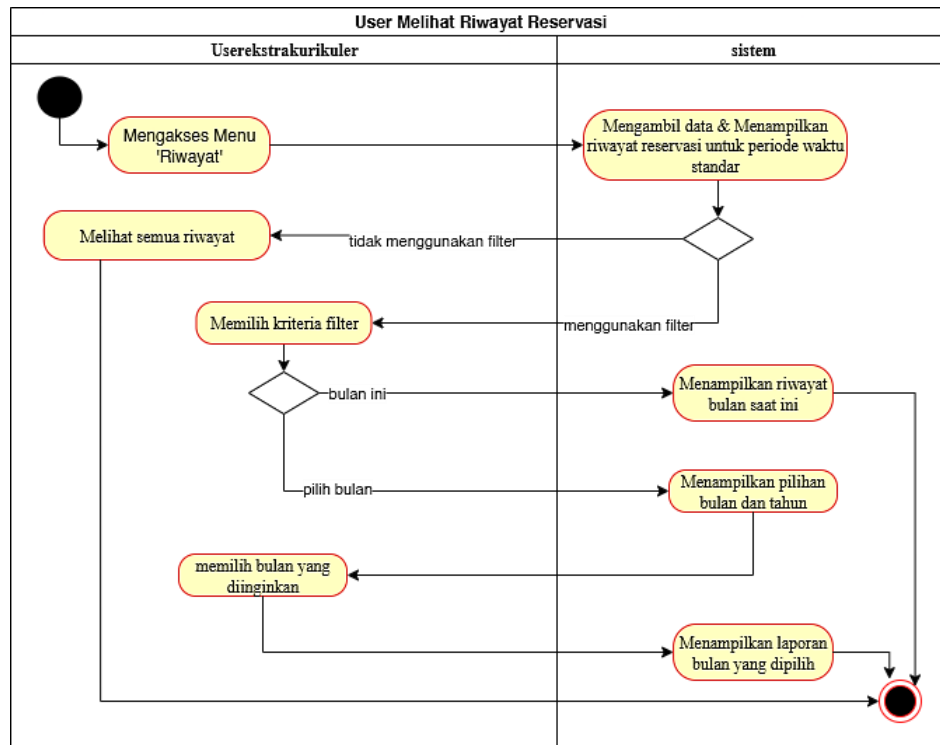 User Melihat Riwayat Reservasi
Userekstrakurikuler
sistem
Mengakses Menu
'Riwayat'
Mengambil data & Menampilkan
riwayat reservasi untuk periode waktu
standar
Melihat semua riwayat
tidak menggunakan filter
Memilih kriteria filter
menggunakan filter
bulan ini
Menampilkan riwayat
bulan saat ini
pilih bulan
Menampilkan pilihan
bulan dan tahun
memilih bulan yang
diinginkan
Menampilkan laporan
bulan yang dipilih